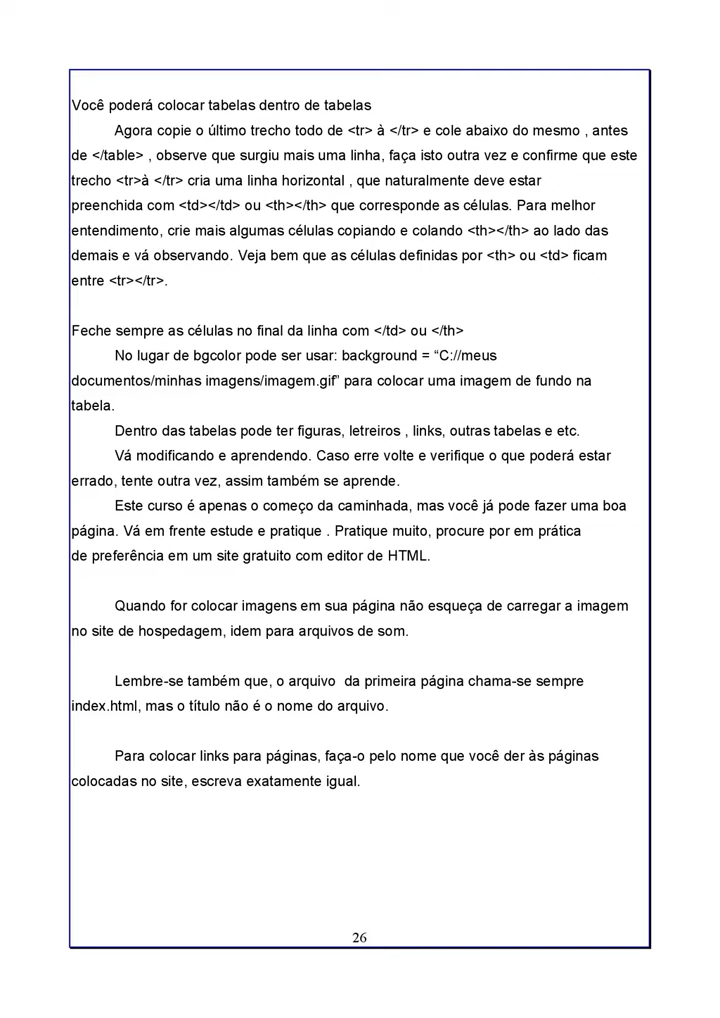 Você poderá colocar tabelas dentro de tabelas
Agora copie o último trecho todo de <tr> à </tr> e cole abaixo do mesmo , antes
de </table> , observe que surgiu mais uma linha, faça isto outra vez e confirme que este
trecho <tr>à </tr> cria uma linha horizontal , que naturalmente deve estar
preenchida com <td></td> ou <th></th> que corresponde as células. Para melhor
entendimento, crie mais algumas células copiando e colando <th></th> ao lado das
demais e vá observando. Veja bem que as células definidas por <th> ou <td> ficam
entre <tr></tr>.
Feche sempre as células no final da linha com </td> ou </th>
No lugar de bgcolor pode ser usar: background = “C://meus
documentos/minhas imagens/imagem.gif” para colocar uma imagem de fundo na
tabela.
Dentro das tabelas pode ter figuras, letreiros , links, outras tabelas e etc.
Vá modificando e aprendendo. Caso erre volte e verifique o que poderá estar
errado, tente outra vez, assim também se aprende.
Este curso é apenas o começo da caminhada, mas você já pode fazer uma boa
página. Vá em frente estude e pratique . Pratique muito, procure por em prática
de preferência em um site gratuito com editor de HTML.
Quando for colocar imagens em sua página não esqueça de carregar a imagem
no site de hospedagem, idem para arquivos de som.
Lembre-se também que, o arquivo  da primeira página chama-se sempre
index.html, mas o título não é o nome do arquivo.
Para colocar links para páginas, faça-o pelo nome que você der às páginas
colocadas no site, escreva exatamente igual.
26